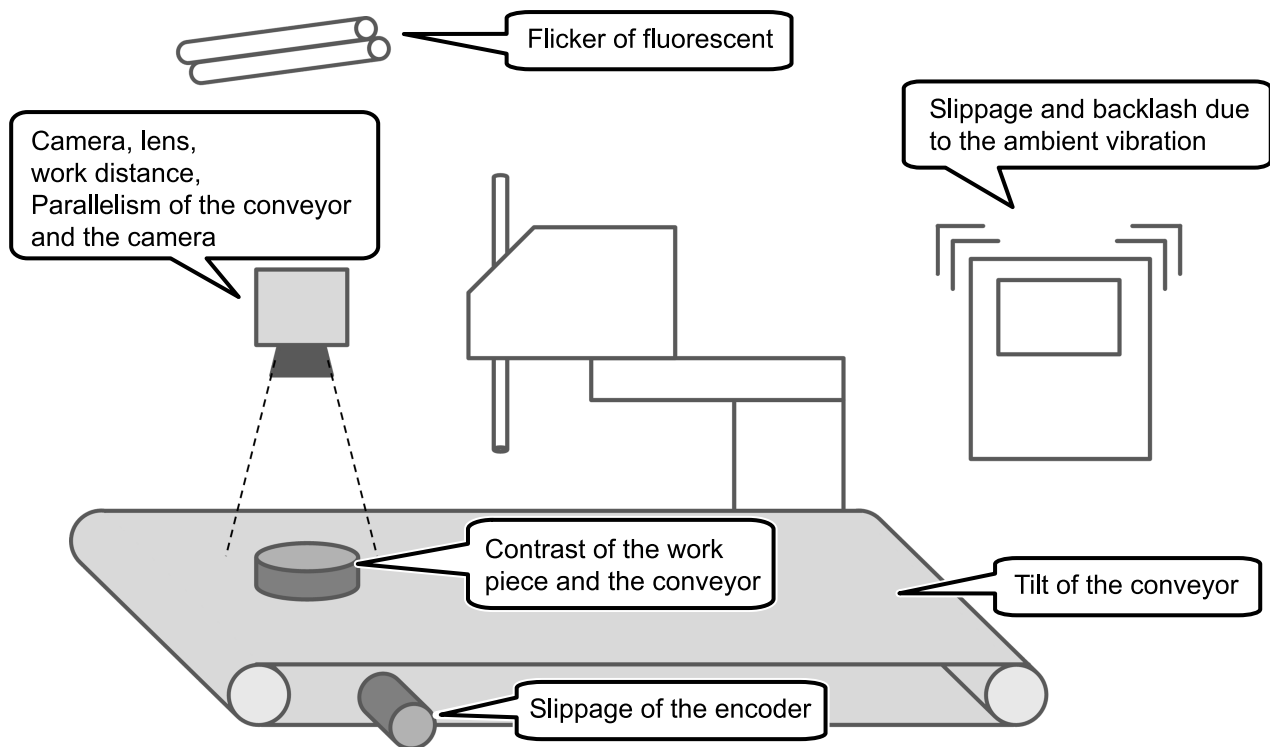 Flicker of fluorescent
Slippage and backlash due
to the ambient vibration
Camera, lens,
work distance,
Parallelism of the conveyor
and the camera
Contrast of the work
piece and the conveyor
Tilt of the conveyor
Slippage of the encoder